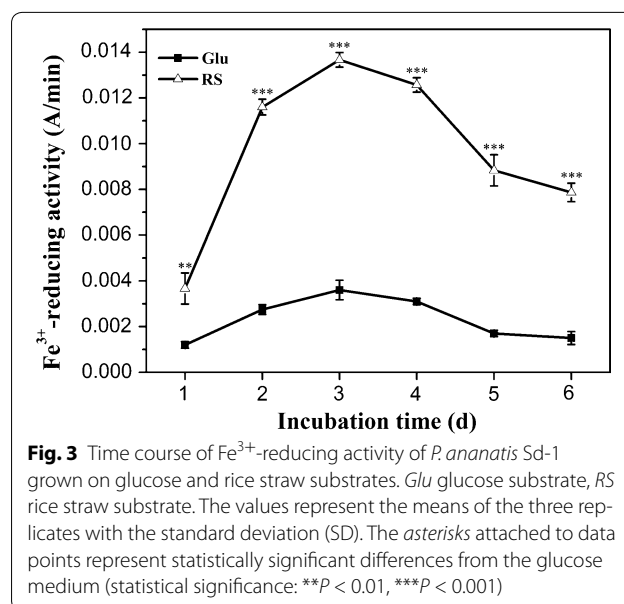 0.014
0.012
0.010
0.008
0.006
0.004
0.002
0.000
Fe³⁺-reducing activity (A/min)
Glu
RS
**
***
***
***
***
***
1 2 3 4 5 6
Incubation time (d)
Fig. 3 Time course of Fe³⁺-reducing activity of P. ananatis Sd-1
grown on glucose and rice straw substrates. Glu glucose substrate, RS
rice straw substrate. The values represent the means of the three rep-
licates with the standard deviation (SD). The asterisks attached to data
points represent statistically significant differences from the glucose
medium (statistical significance: **P < 0.01, ***P < 0.001)